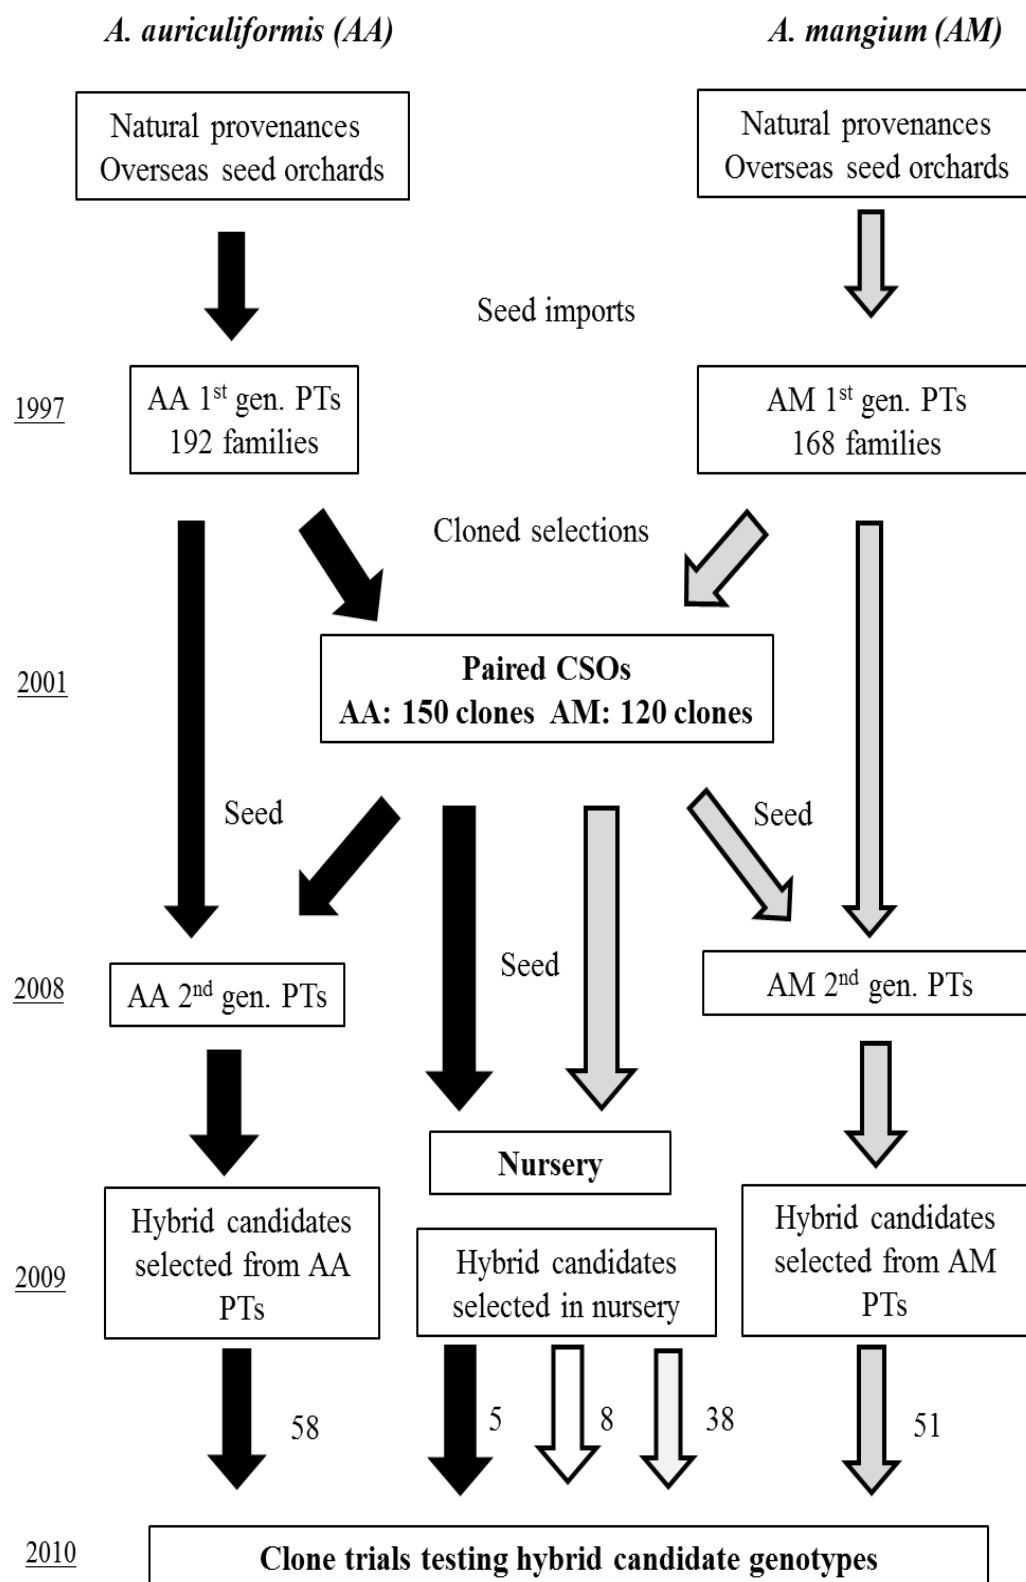 A. auriculiformis (AA)
A. mangium (AM)
Natural provenances
Overseas seed orchards
Natural provenances
Overseas seed orchards
Seed imports
1997
AA 1st gen. PTs
192 families
AM 1st gen. PTs
168 families
Cloned selections
2001
Paired CSOs
AA: 150 clones AM: 120 clones
Seed
Seed
Seed
2008
AA 2nd gen. PTs
AM 2nd gen. PTs
Nursery
2009
Hybrid candidates
selected from AA
PTs
Hybrid candidates
selected in nursery
Hybrid candidates
selected from AM
PTs
58
5
8
38
51
2010
Clone trials testing hybrid candidate genotypes